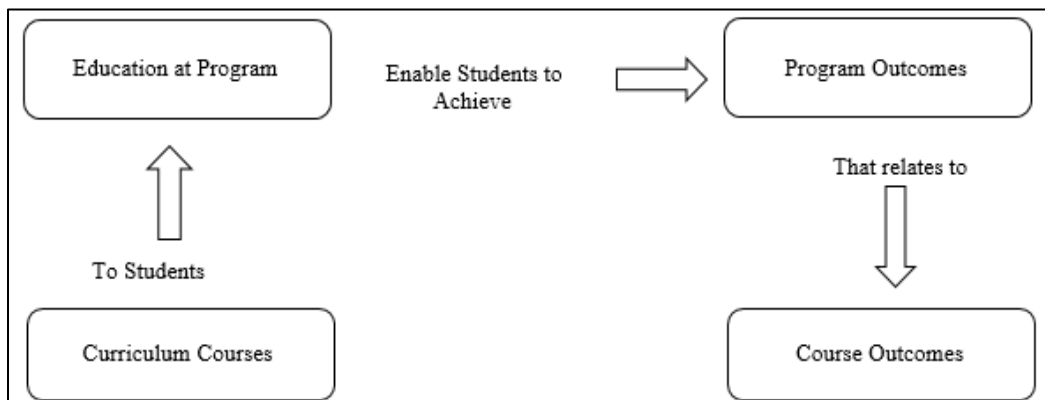 Education at Program
Enable Students to
Achieve
Program Outcomes
That relates to
To Students
Curriculum Courses
Course Outcomes